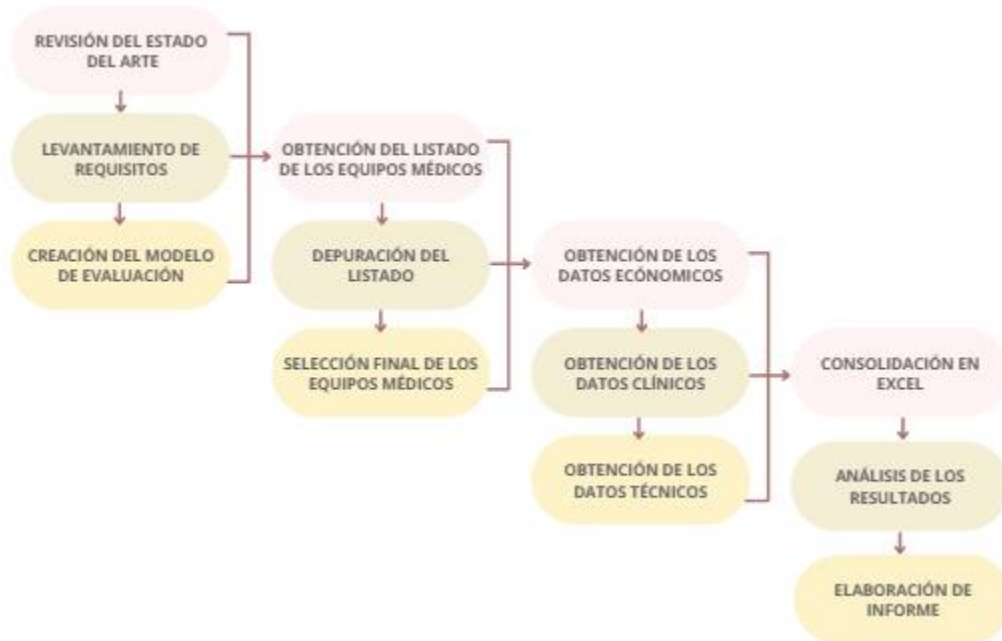 REVISIÓN DEL ESTADO
DEL ARTE
LEVANTAMIENTO DE
REQUISITOS
CREACIÓN DEL MODELO
DE EVALUACIÓN
OBTENCIÓN DEL LISTADO
DE LOS EQUIPOS MÉDICOS
DEPURACIÓN DEL
LISTADO
SELECCIÓN FINAL DE LOS
EQUIPOS MÉDICOS
OBTENCIÓN DE LOS
DATOS ECÓNOMICOS
OBTENCIÓN DE LOS
DATOS CLÍNICOS
OBTENCIÓN DE LOS
DATOS TÉCNICOS
CONSOLIDACIÓN EN
EXCEL
ANÁLISIS DE LOS
RESULTADOS
ELABORACIÓN DE
INFORME